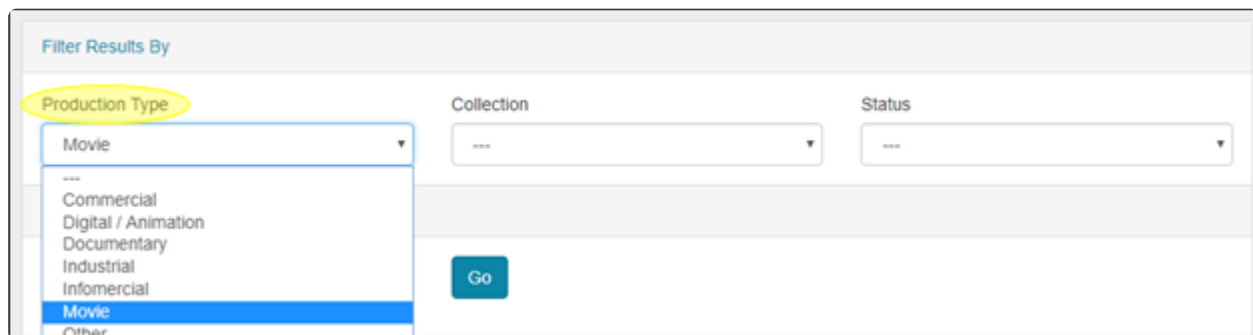 Filter Results By
Production Type Collection Status
Movie --- ---
---
Commercial
Digital / Animation
Documentary
Industrial
Infomercial
Go
Movie
Other